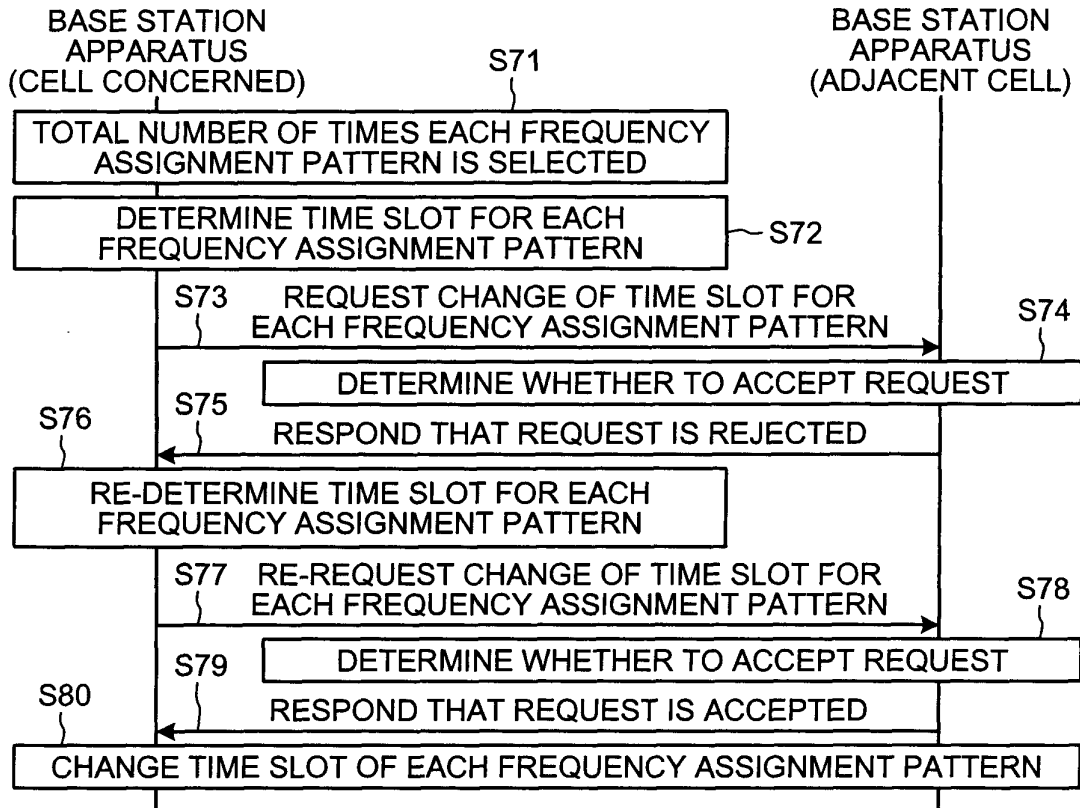 BASE STATION
APPARATUS
(CELL CONCERNED)
BASE STATION
APPARATUS
(ADJACENT CELL)
S71
TOTAL NUMBER OF TIMES EACH FREQUENCY
ASSIGNMENT PATTERN IS SELECTED
DETERMINE TIME SLOT FOR EACH
FREQUENCY ASSIGNMENT PATTERN
S72
S73
REQUEST CHANGE OF TIME SLOT FOR
EACH FREQUENCY ASSIGNMENT PATTERN
S74
DETERMINE WHETHER TO ACCEPT REQUEST
S75
RESPOND THAT REQUEST IS REJECTED
S76
RE-DETERMINE TIME SLOT FOR EACH
FREQUENCY ASSIGNMENT PATTERN
S77
RE-REQUEST CHANGE OF TIME SLOT FOR
EACH FREQUENCY ASSIGNMENT PATTERN
S78
DETERMINE WHETHER TO ACCEPT REQUEST
S79
RESPOND THAT REQUEST IS ACCEPTED
S80
CHANGE TIME SLOT OF EACH FREQUENCY ASSIGNMENT PATTERN